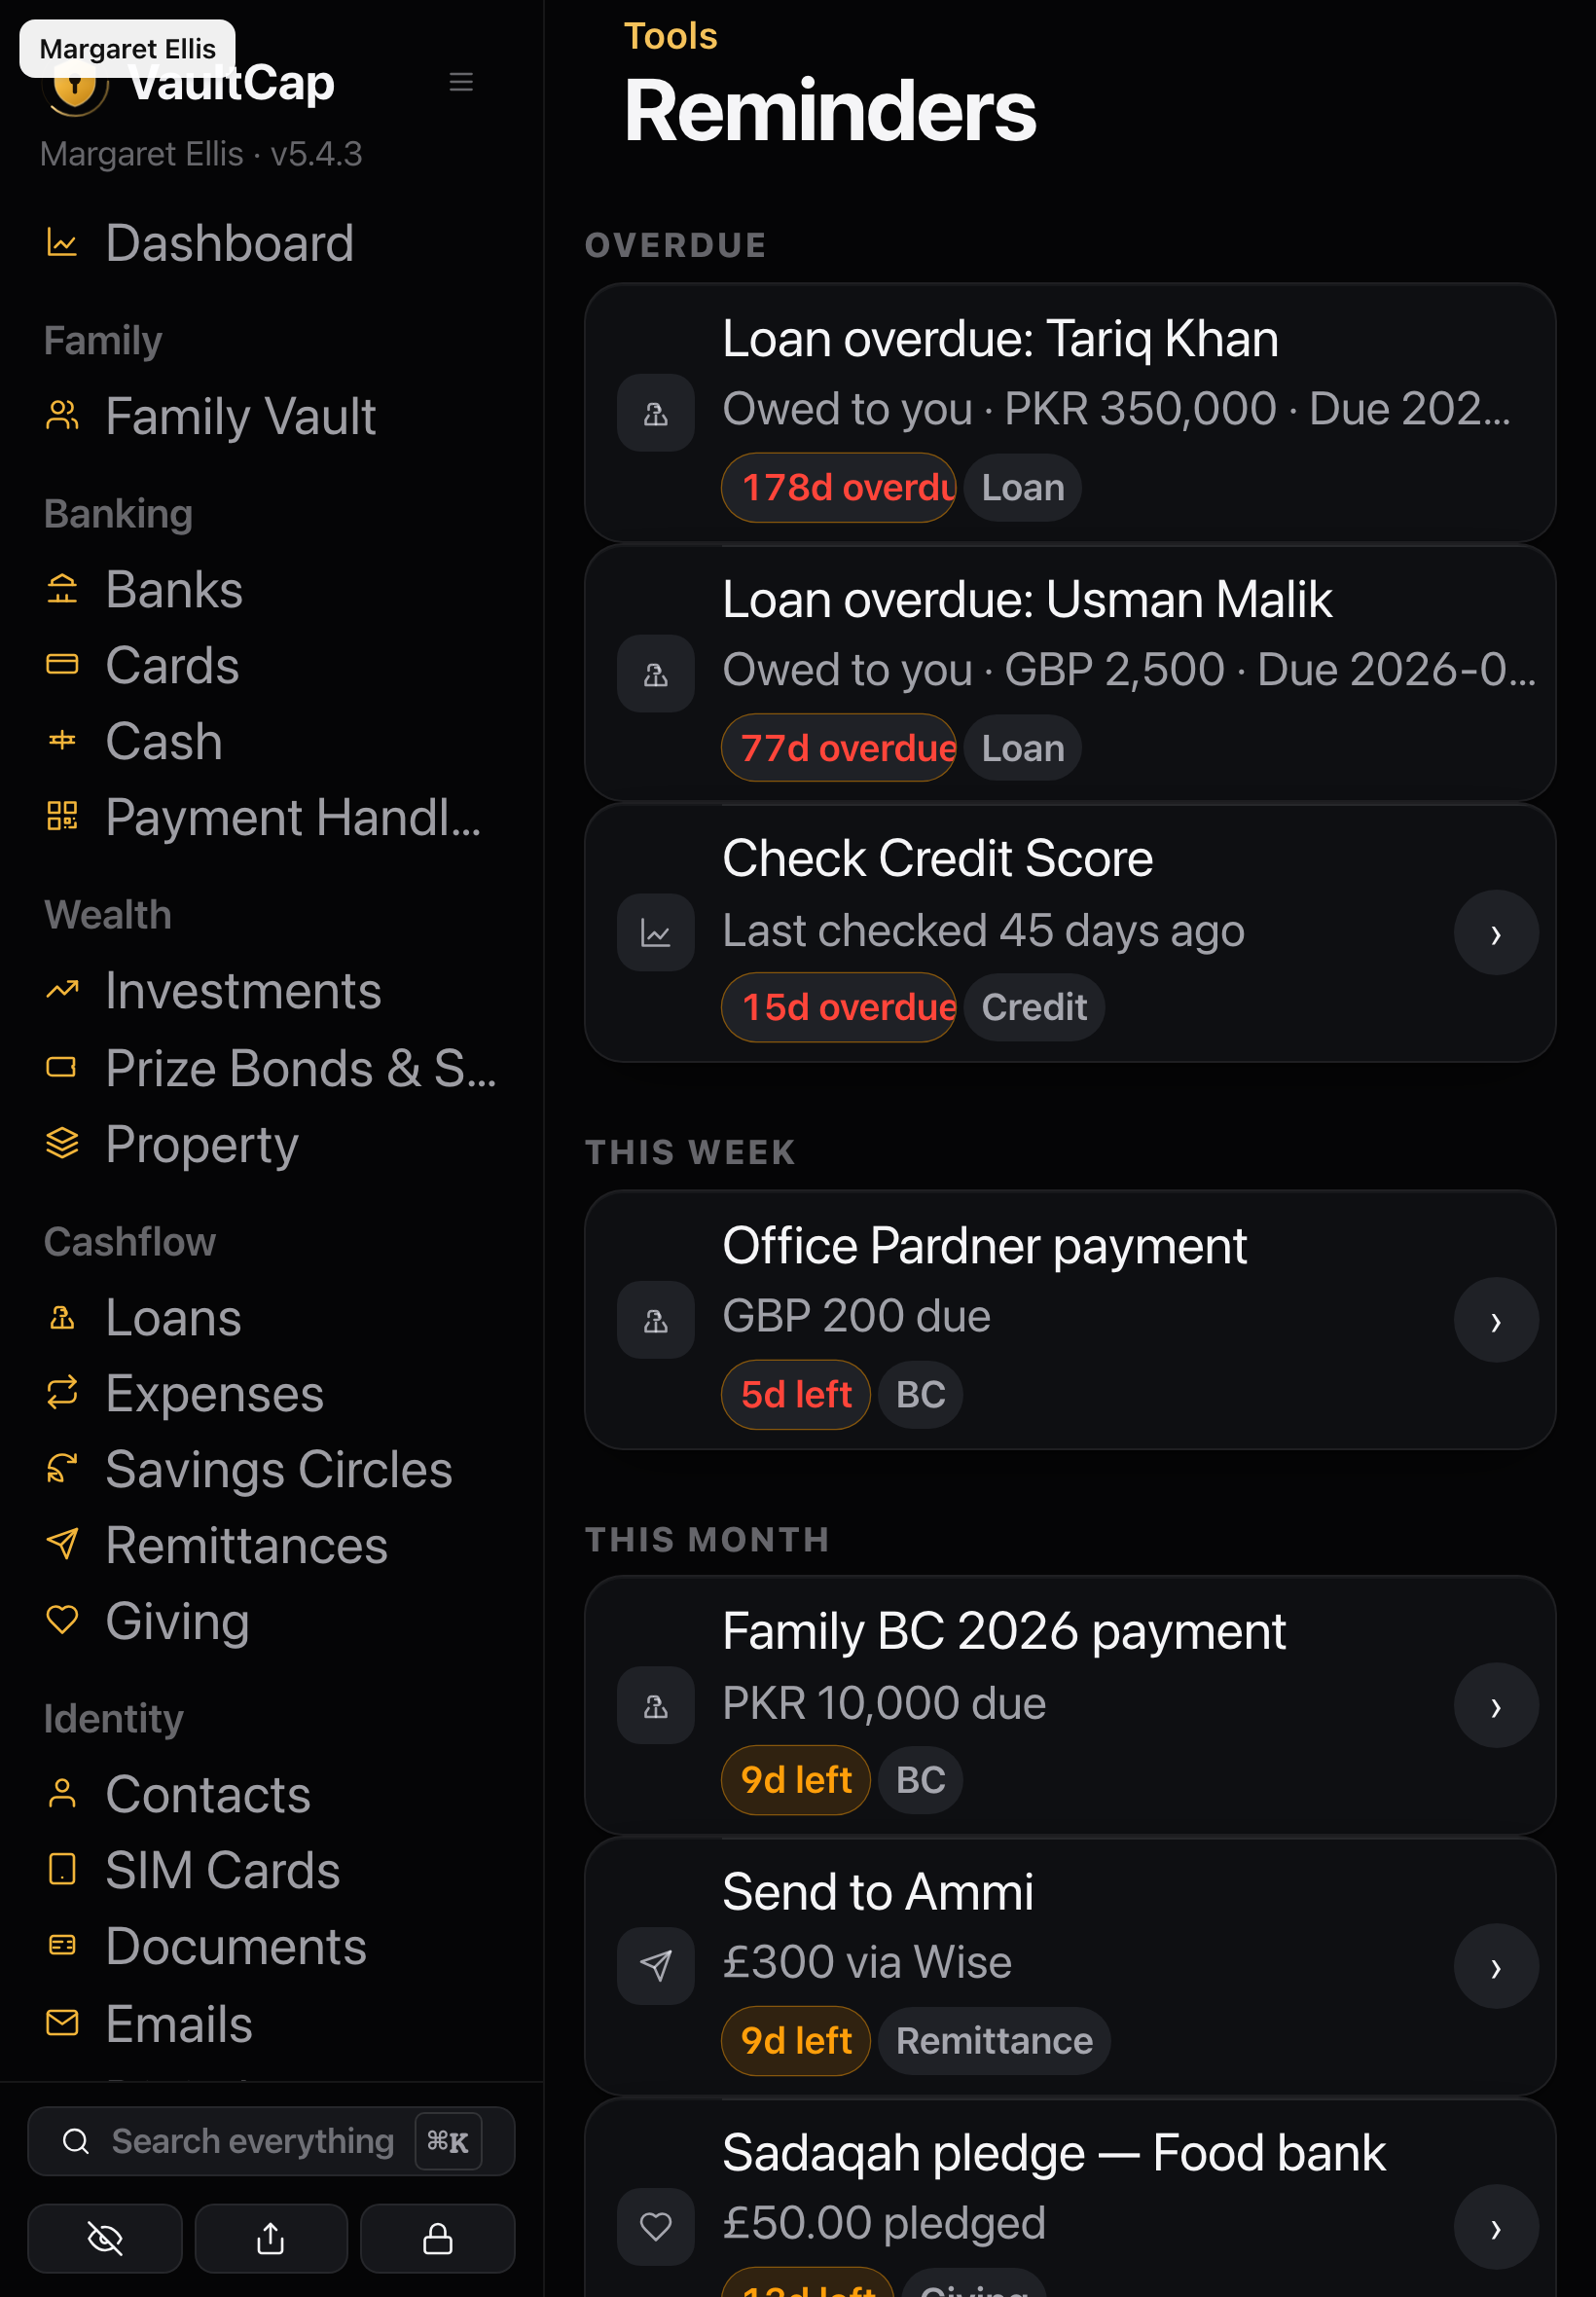 Margaret Ellis
VaultCap
Margaret Ellis · v5.4.3
Dashboard
Family
Family Vault
Banking
Banks
Cards
Cash
Payment Handl...
Wealth
Investments
Prize Bonds & S...
Property
Cashflow
Loans
Expenses
Savings Circles
Remittances
Giving
Identity
Contacts
SIM Cards
Documents
Emails
Search everything ⌘K
Tools
Reminders
OVERDUE
Loan overdue: Tariq Khan
Owed to you · PKR 350,000 · Due 202...
178d overdu Loan
Loan overdue: Usman Malik
Owed to you · GBP 2,500 · Due 2026-0...
77d overdue Loan
Check Credit Score
Last checked 45 days ago
15d overdue Credit
THIS WEEK
Office Pardner payment
GBP 200 due
5d left BC
THIS MONTH
Family BC 2026 payment
PKR 10,000 due
9d left BC
Send to Ammi
£300 via Wise
9d left Remittance
Sadaqah pledge — Food bank
£50.00 pledged
Giving